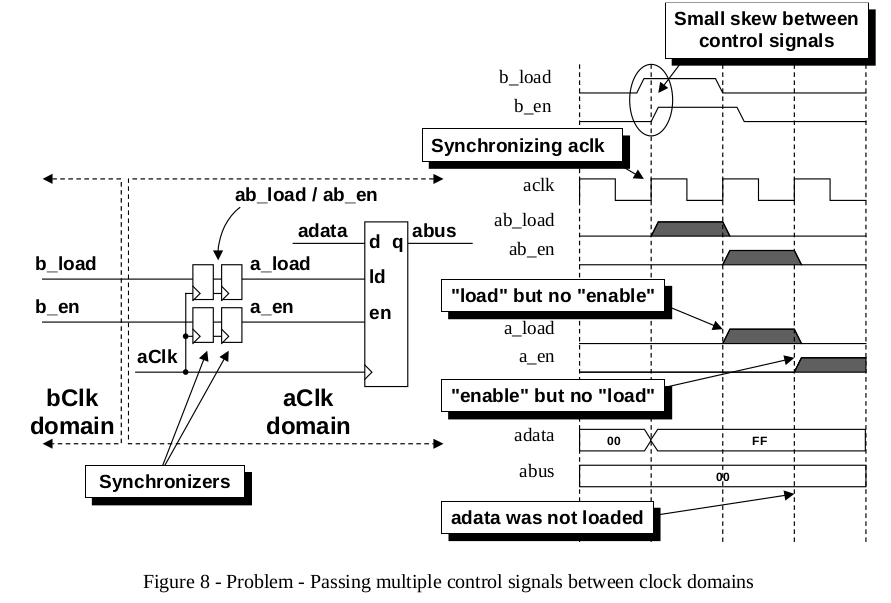 Small skew between
control signals
b_load
b_en
Synchronizing aclk
aclk
ab_load / ab_en
ab_load
ab_en
adata
d q
abus
b_load
a_load
ld
b_en
a_en
en
aClk
"load" but no "enable"
a_load
a_en
bClk
domain
aClk
domain
"enable" but no "load"
adata
00
FF
abus
00
Synchronizers
adata was not loaded
Figure 8 - Problem - Passing multiple control signals between clock domains